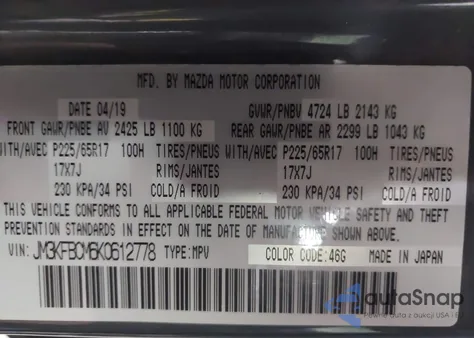 MFD. BY MAZDA MOTOR CORPORATION
DATE 04/19 GVWR/PNBV 4724 LB 2143 KG
FRONT GAWR/PNBE AV 2425 LB 1100 KG REAR GAWR/PNBE AR 2299 LB 1043 KG
WITH/AVEC P225/65R17 100H TIRES/PNEUS WITH/AVEC P225/65R17 100H TIRES/PNEUS
17X7J RIMS/JANTES 17X7J RIMS/JANTES
230 KPA/34 PSI COLD/A FROID 230 KPA/34 PSI COLD/A FROID
THIS VEHICLE CONFORMS TO ALL APPLICABLE FEDERAL MOTOR VEHICLE SAFETY AND THEFT
PREVENTION STANDARDS IN EFFECT ON THE DATE OF MANUFACTURE SHOWN ABOVE.
VIN: JM3KFBCM6K0612778 TYPE: MPV COLOR CODE: 46G MADE IN JAPAN
autoSnap
Pewne auta z aukcji USA i EU